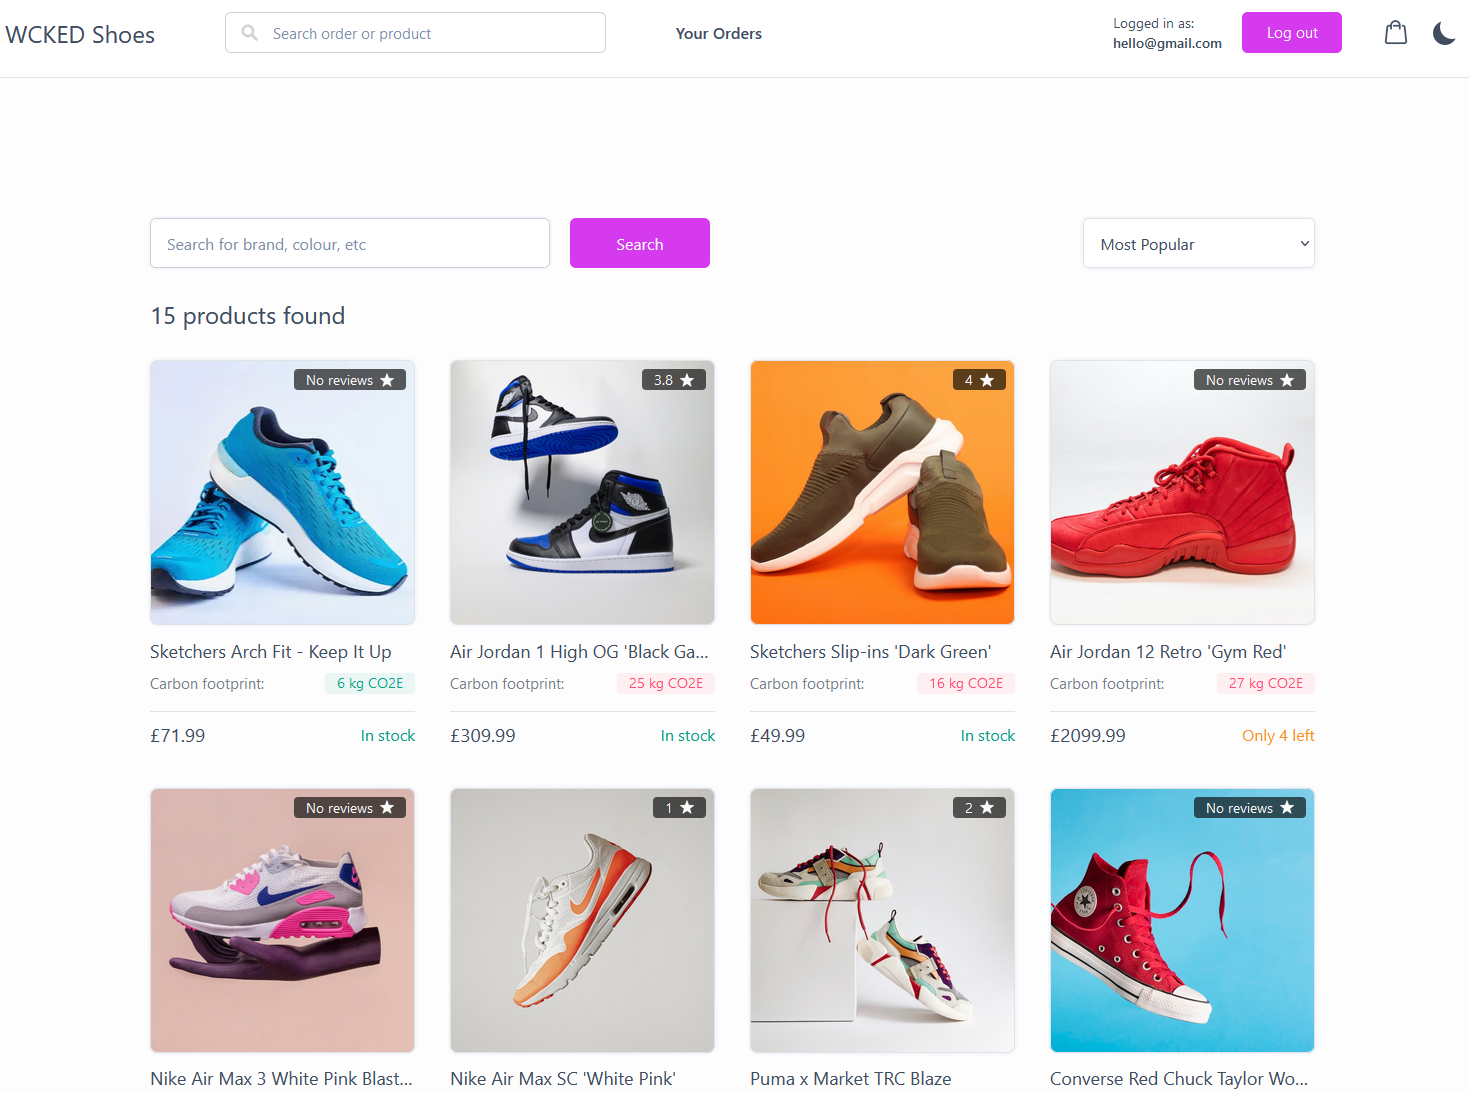 WCKED Shoes
Search order or product
Your Orders
Logged in as:
hello@gmail.com
Log out
Search for brand, colour, etc
Search
Most Popular
15 products found
No reviews
3.8
4
No reviews
Sketchers Arch Fit - Keep It Up
Air Jordan 1 High OG 'Black Ga...
Sketchers Slip-ins 'Dark Green'
Air Jordan 12 Retro 'Gym Red'
Carbon footprint: 6 kg CO2E
Carbon footprint: 25 kg CO2E
Carbon footprint: 16 kg CO2E
Carbon footprint: 27 kg CO2E
£71.99 In stock
£309.99 In stock
£49.99 In stock
£2099.99 Only 4 left
No reviews
1
2
No reviews
Nike Air Max 3 White Pink Blast...
Nike Air Max SC 'White Pink'
Puma x Market TRC Blaze
Converse Red Chuck Taylor Wo...